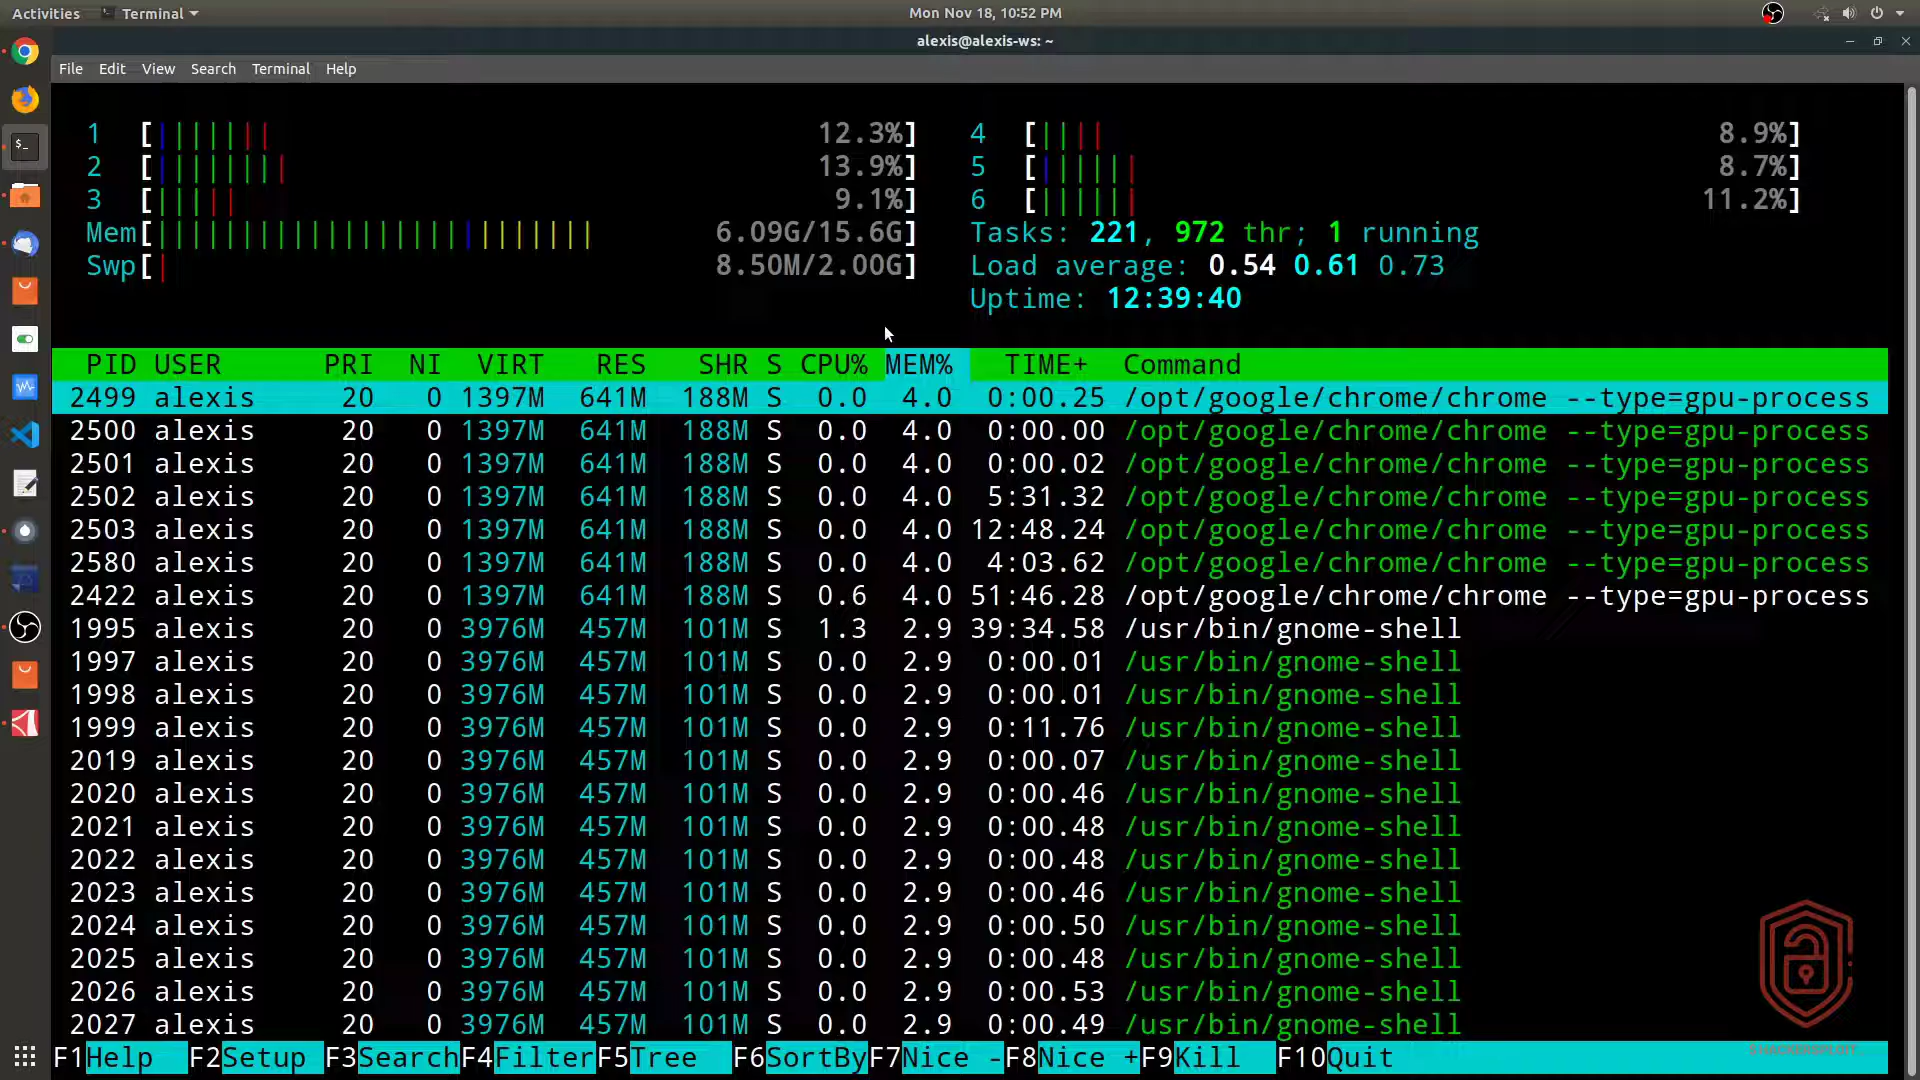 Activities Terminal Mon Nov 18, 10:52 PM
alexis@alexis-ws: ~
File Edit View Search Terminal Help
1 [||||||| 12.3%] 4 [|||| 8.9%]
2 [|||||||| 13.9%] 5 [|||||| 8.7%]
3 [||||| 9.1%] 6 [|||||| 11.2%]
Mem[|||||||||||||||||||||||||| 6.09G/15.6G] Tasks: 221, 972 thr; 1 running
Swp[| 8.50M/2.00G] Load average: 0.54 0.61 0.73
Uptime: 12:39:40
PID USER PRI NI VIRT RES SHR S CPU% MEM% TIME+ Command
2499 alexis 20 0 1397M 641M 188M S 0.0 4.0 0:00.25 /opt/google/chrome/chrome --type=gpu-process
2500 alexis 20 0 1397M 641M 188M S 0.0 4.0 0:00.00 /opt/google/chrome/chrome --type=gpu-process
2501 alexis 20 0 1397M 641M 188M S 0.0 4.0 0:00.02 /opt/google/chrome/chrome --type=gpu-process
2502 alexis 20 0 1397M 641M 188M S 0.0 4.0 5:31.32 /opt/google/chrome/chrome --type=gpu-process
2503 alexis 20 0 1397M 641M 188M S 0.0 4.0 12:48.24 /opt/google/chrome/chrome --type=gpu-process
2580 alexis 20 0 1397M 641M 188M S 0.0 4.0 4:03.62 /opt/google/chrome/chrome --type=gpu-process
2422 alexis 20 0 1397M 641M 188M S 0.6 4.0 51:46.28 /opt/google/chrome/chrome --type=gpu-process
1995 alexis 20 0 3976M 457M 101M S 1.3 2.9 39:34.58 /usr/bin/gnome-shell
1997 alexis 20 0 3976M 457M 101M S 0.0 2.9 0:00.01 /usr/bin/gnome-shell
1998 alexis 20 0 3976M 457M 101M S 0.0 2.9 0:00.01 /usr/bin/gnome-shell
1999 alexis 20 0 3976M 457M 101M S 0.0 2.9 0:11.76 /usr/bin/gnome-shell
2019 alexis 20 0 3976M 457M 101M S 0.0 2.9 0:00.07 /usr/bin/gnome-shell
2020 alexis 20 0 3976M 457M 101M S 0.0 2.9 0:00.46 /usr/bin/gnome-shell
2021 alexis 20 0 3976M 457M 101M S 0.0 2.9 0:00.48 /usr/bin/gnome-shell
2022 alexis 20 0 3976M 457M 101M S 0.0 2.9 0:00.48 /usr/bin/gnome-shell
2023 alexis 20 0 3976M 457M 101M S 0.0 2.9 0:00.46 /usr/bin/gnome-shell
2024 alexis 20 0 3976M 457M 101M S 0.0 2.9 0:00.50 /usr/bin/gnome-shell
2025 alexis 20 0 3976M 457M 101M S 0.0 2.9 0:00.48 /usr/bin/gnome-shell
2026 alexis 20 0 3976M 457M 101M S 0.0 2.9 0:00.53 /usr/bin/gnome-shell
2027 alexis 20 0 3976M 457M 101M S 0.0 2.9 0:00.49 /usr/bin/gnome-shell
F1Help F2Setup F3SearchF4FilterF5Tree F6SortByF7Nice -F8Nice +F9Kill F10Quit